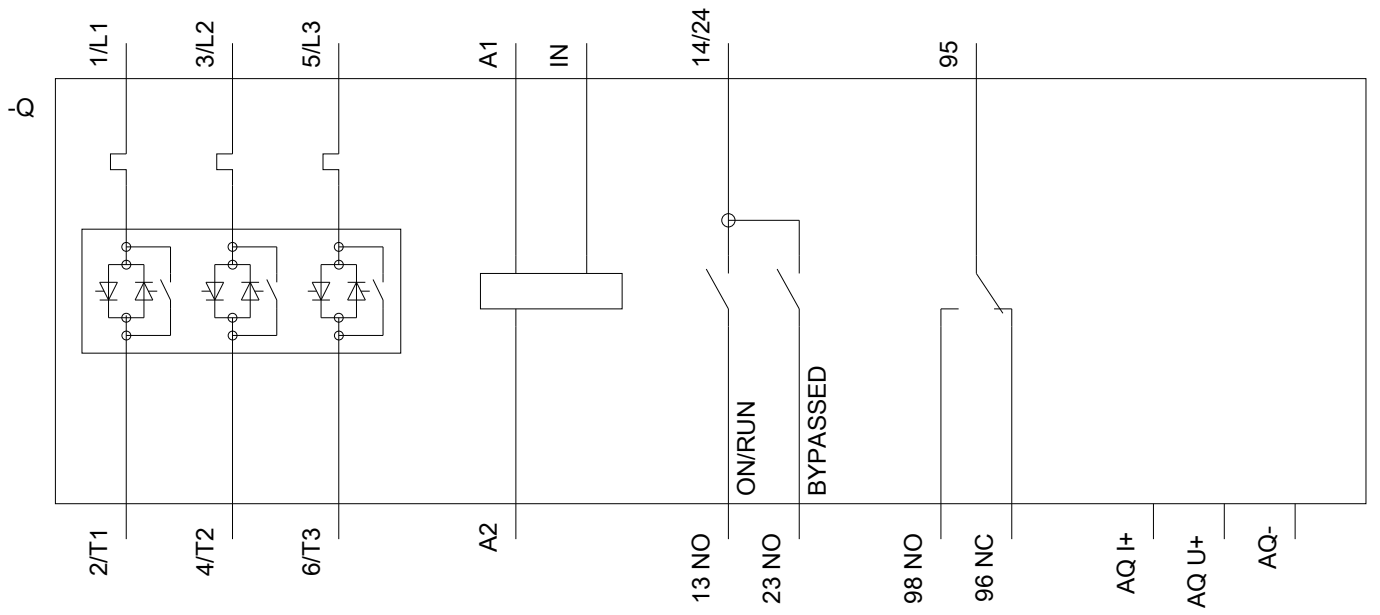 1/L1
3/L2
5/L3
A1
IN
14/24
95
-Q
ON/RUN
BYPASSED
2/T1
4/T2
6/T3
A2
13 NO
23 NO
98 NO
96 NC
AQ I+
AQ U+
AQ-